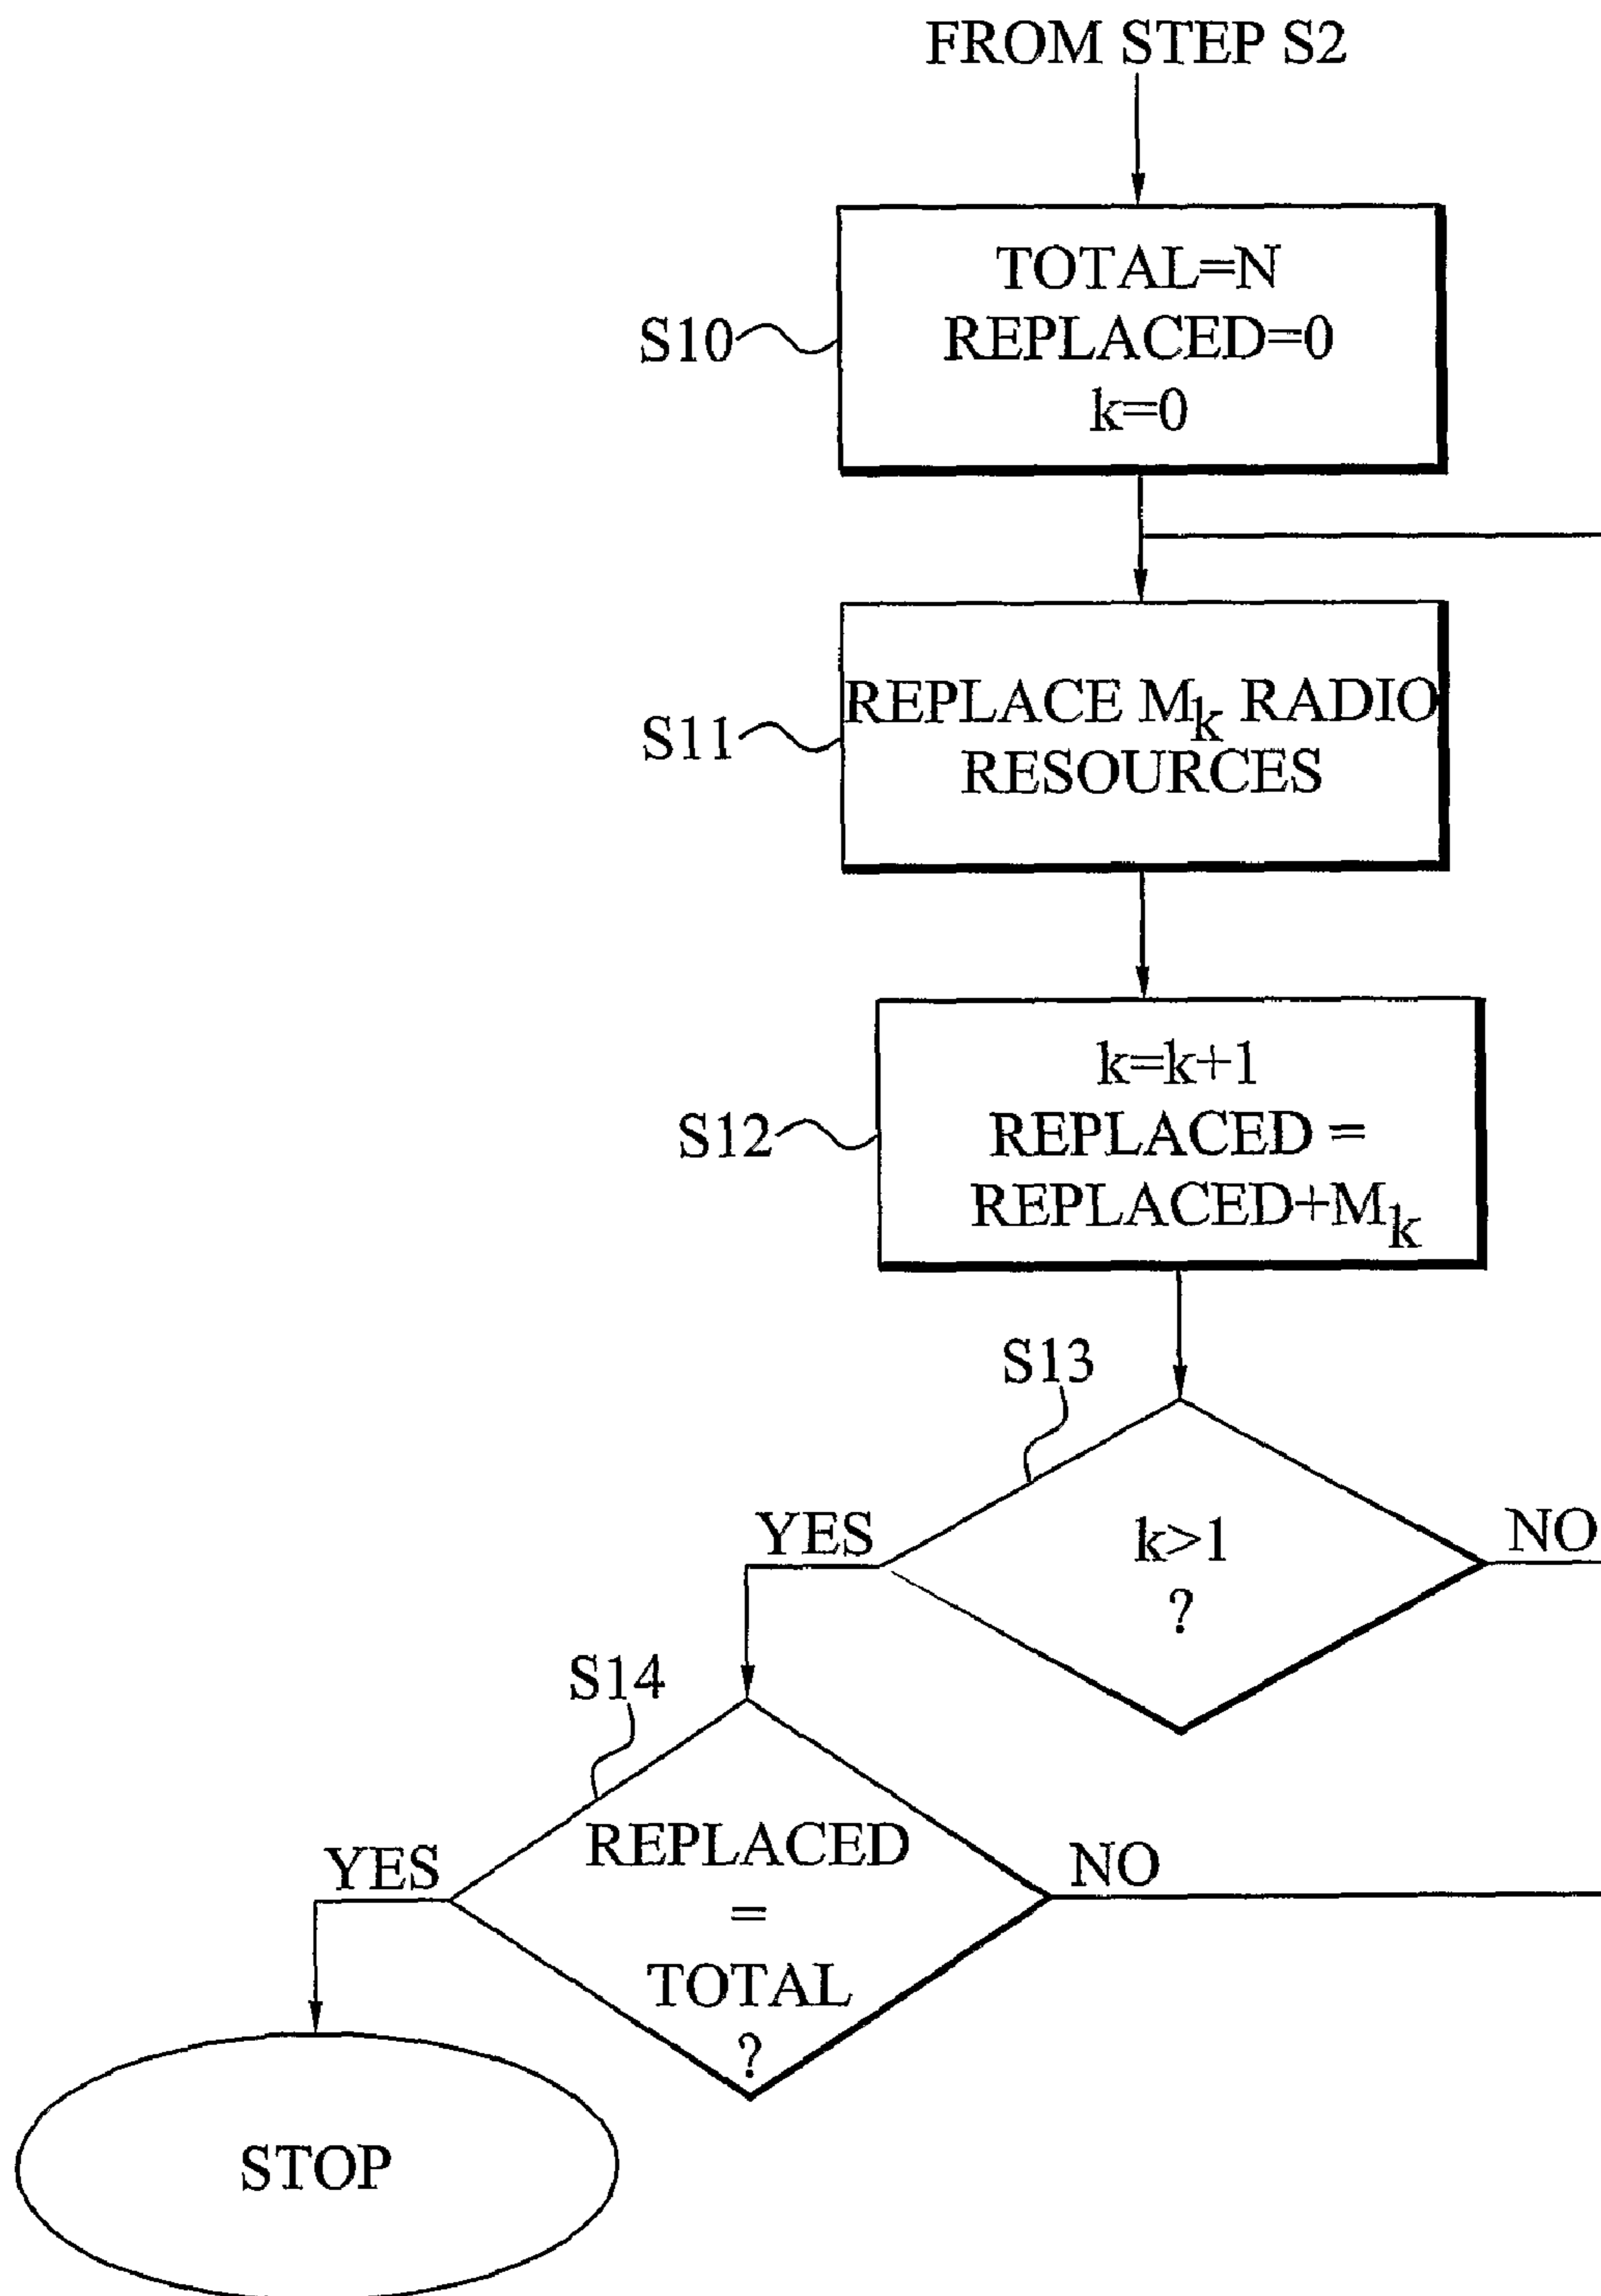 FROM STEP S2
TOTAL=N
REPLACED=0
k=0
S10
REPLACE Mk RADIO
RESOURCES
S11
k=k+1
REPLACED =
REPLACED+Mk
S12
S13
k>1
?
YES
NO
S14
REPLACED
=
TOTAL
?
YES
NO
STOP